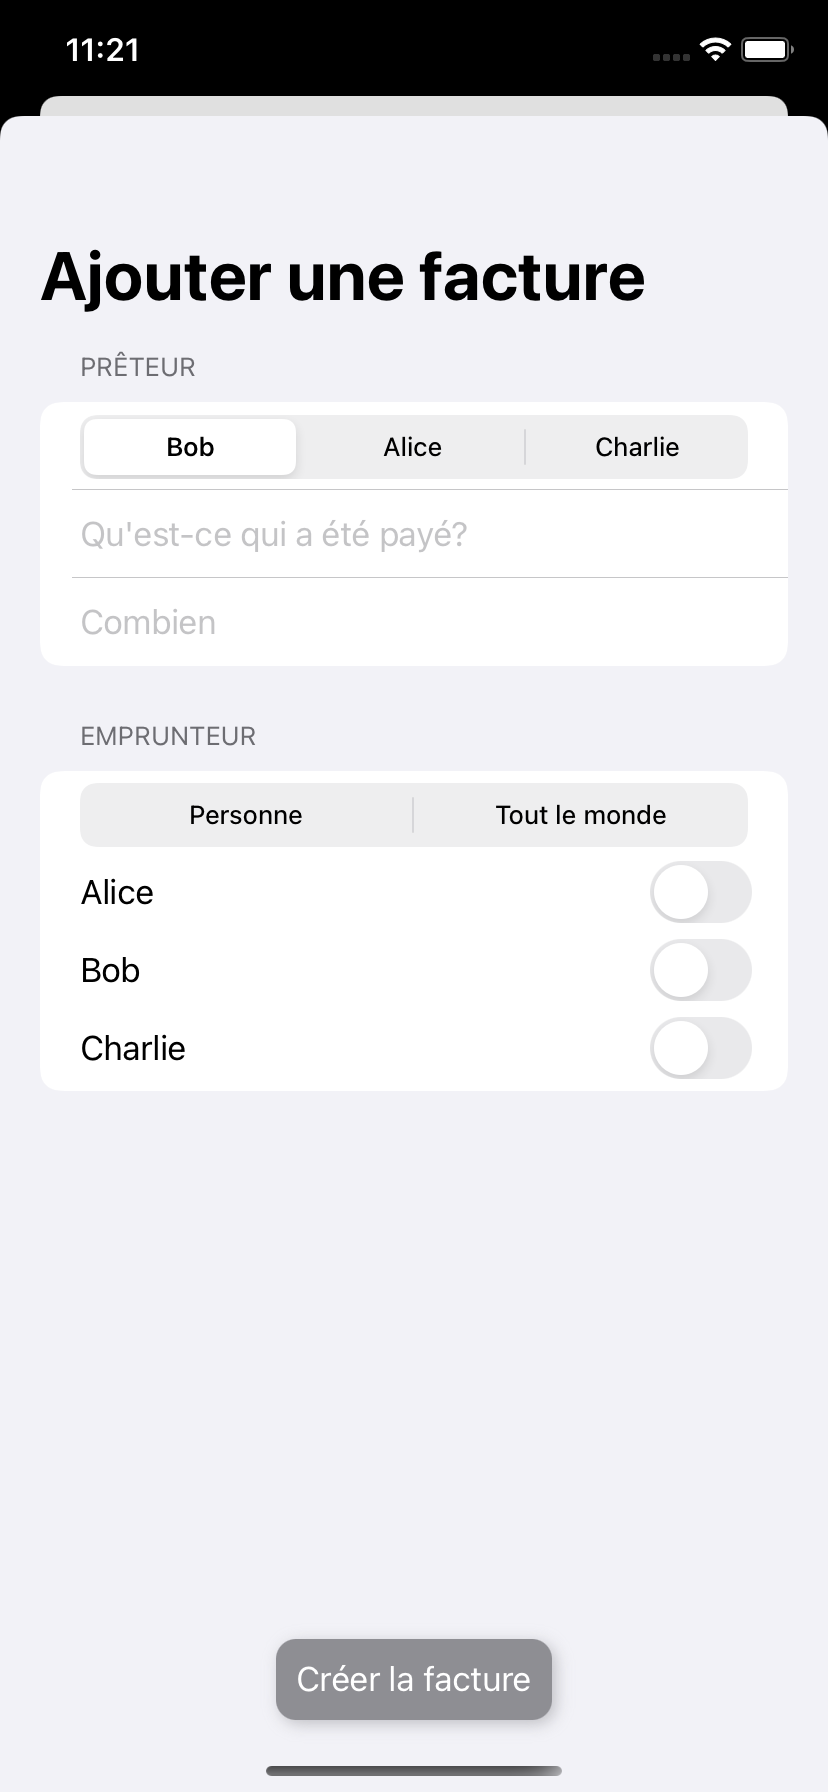 11:21
Ajouter une facture
PRÊTEUR
Bob Alice Charlie
Qu'est-ce qui a été payé?
Combien
EMPRUNTEUR
Personne Tout le monde
Alice
Bob
Charlie
Créer la facture